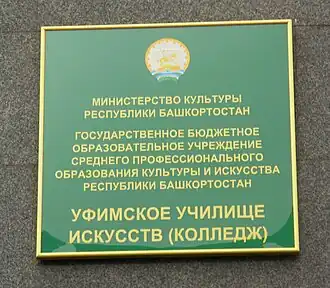 МИНИСТЕРСТВО КУЛЬТУРЫ
РЕСПУБЛИКИ БАШКОРТОСТАН
ГОСУДАРСТВЕННОЕ БЮДЖЕТНОЕ
ОБРАЗОВАТЕЛЬНОЕ УЧРЕЖДЕНИЕ
СРЕДНЕГО ПРОФЕССИОНАЛЬНОГО
ОБРАЗОВАНИЯ КУЛЬТУРЫ И ИСКУССТВА
РЕСПУБЛИКИ БАШКОРТОСТАН
УФИМСКОЕ УЧИЛИЩЕ
ИСКУССТВ (КОЛЛЕДЖ)